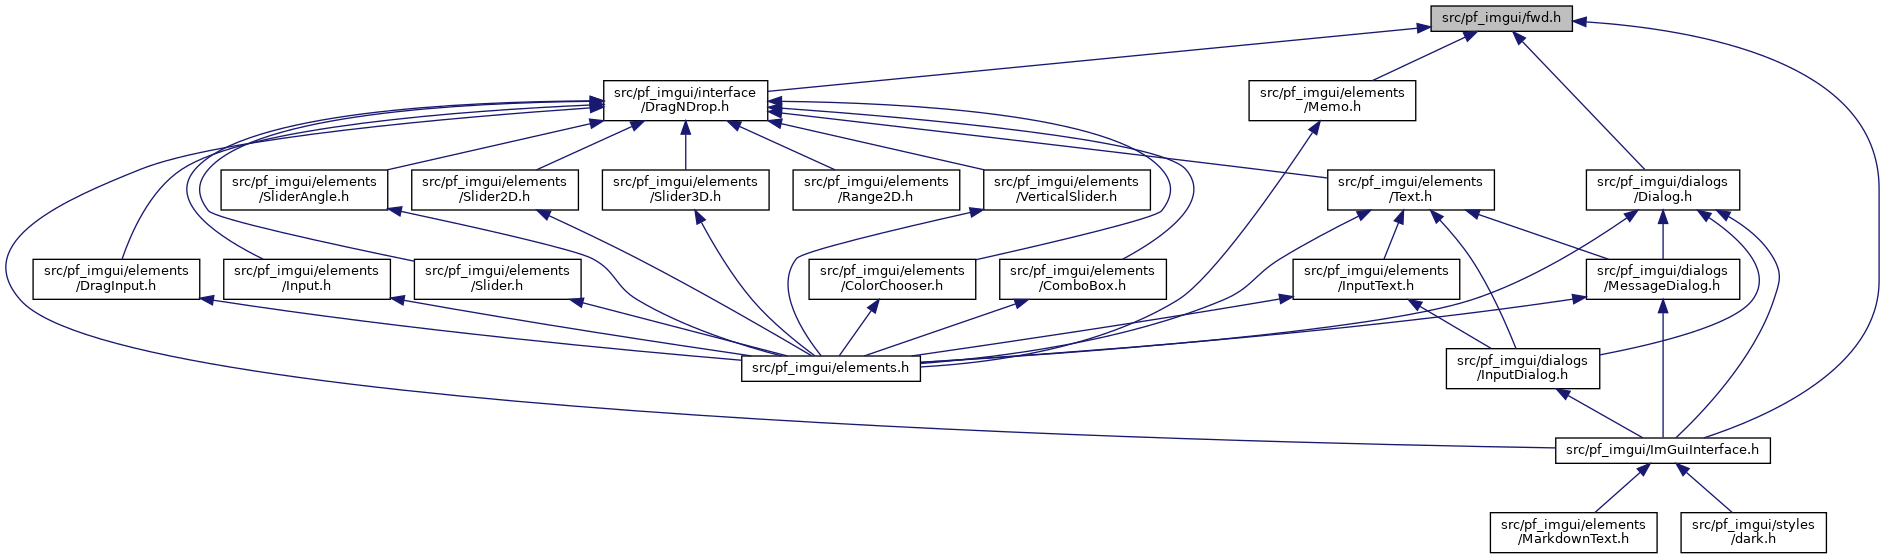 src/pf_imgui/fwd.h
src/pf_imgui/interface
/DragNDrop.h
src/pf_imgui/elements
/Memo.h
src/pf_imgui/elements
/SliderAngle.h
src/pf_imgui/elements
/Slider2D.h
src/pf_imgui/elements
/Slider3D.h
src/pf_imgui/elements
/Range2D.h
src/pf_imgui/elements
/VerticalSlider.h
src/pf_imgui/elements
/Text.h
src/pf_imgui/dialogs
/Dialog.h
src/pf_imgui/elements
/DragInput.h
src/pf_imgui/elements
/Input.h
src/pf_imgui/elements
/Slider.h
src/pf_imgui/elements
/ColorChooser.h
src/pf_imgui/elements
/ComboBox.h
src/pf_imgui/elements
/InputText.h
src/pf_imgui/dialogs
/MessageDialog.h
src/pf_imgui/elements.h
src/pf_imgui/dialogs
/InputDialog.h
src/pf_imgui/ImGuiInterface.h
src/pf_imgui/elements
/MarkdownText.h
src/pf_imgui/styles
/dark.h